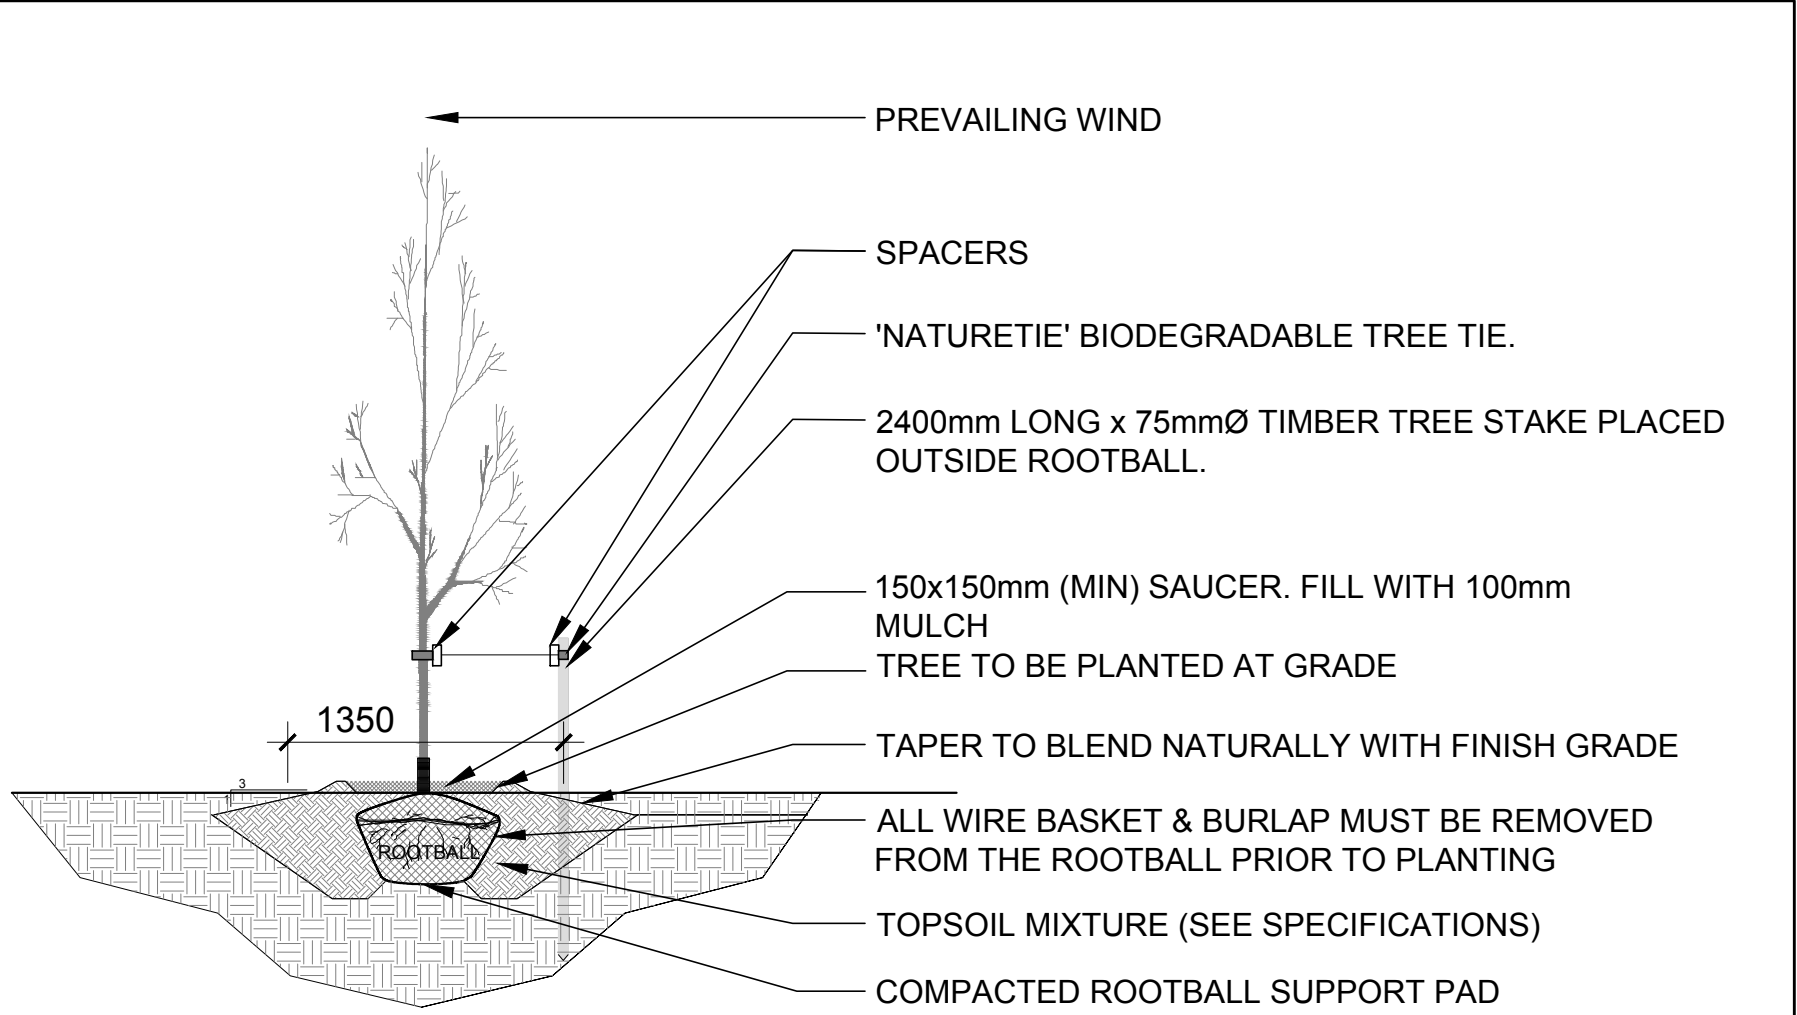 PREVAILING WIND
SPACERS
'NATURETIE' BIODEGRADABLE TREE TIE.
2400mm LONG x 75mmØ TIMBER TREE STAKE PLACED
OUTSIDE ROOTBALL.
150x150mm (MIN) SAUCER. FILL WITH 100mm
MULCH
TREE TO BE PLANTED AT GRADE
1350
TAPER TO BLEND NATURALLY WITH FINISH GRADE
3
1
ALL WIRE BASKET & BURLAP MUST BE REMOVED
FROM THE ROOTBALL PRIOR TO PLANTING
ROOTBALL
TOPSOIL MIXTURE (SEE SPECIFICATIONS)
COMPACTED ROOTBALL SUPPORT PAD